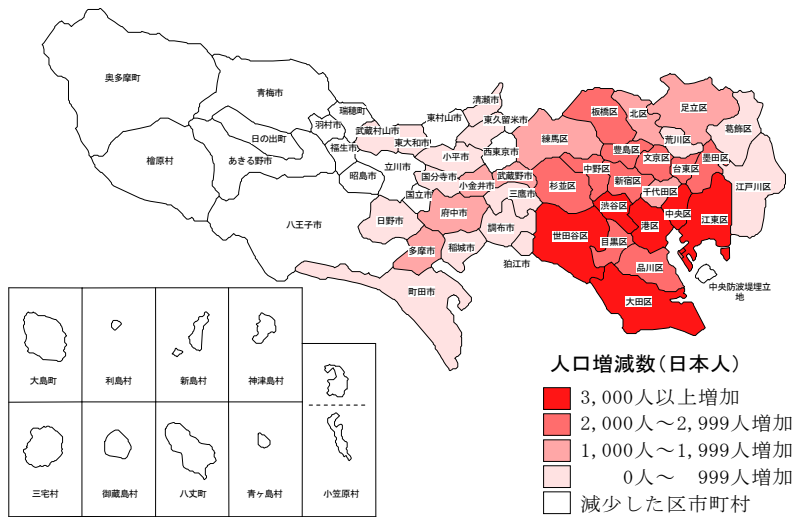 奥多摩町
青梅市
瑞穂町
羽村市
日の出町
あきる野市
檜原村
福生市
武蔵村山市
東大和市
東村山市
清瀬市
東久留米市
西東京市
小平市
立川市
昭島市
国立市
国分寺市
小金井市
武蔵野市
三鷹市
八王子市
日野市
府中市
調布市
多摩市
稲城市
狛江市
町田市
板橋区
北区
足立区
葛飾区
練馬区
豊島区
文京区
荒川区
台東区
墨田区
中野区
新宿区
千代田区
江戸川区
杉並区
渋谷区
港区
中央区
江東区
世田谷区
目黒区
品川区
大田区
中央防波堤埋立
地
大島町
利島村
新島村
神津島村
三宅村
御蔵島村
八丈町
青ヶ島村
小笠原村
人口増減数(日本人)
3,000人以上増加
2,000人～2,999人増加
1,000人～1,999人増加
0人～ 999人増加
減少した区市町村